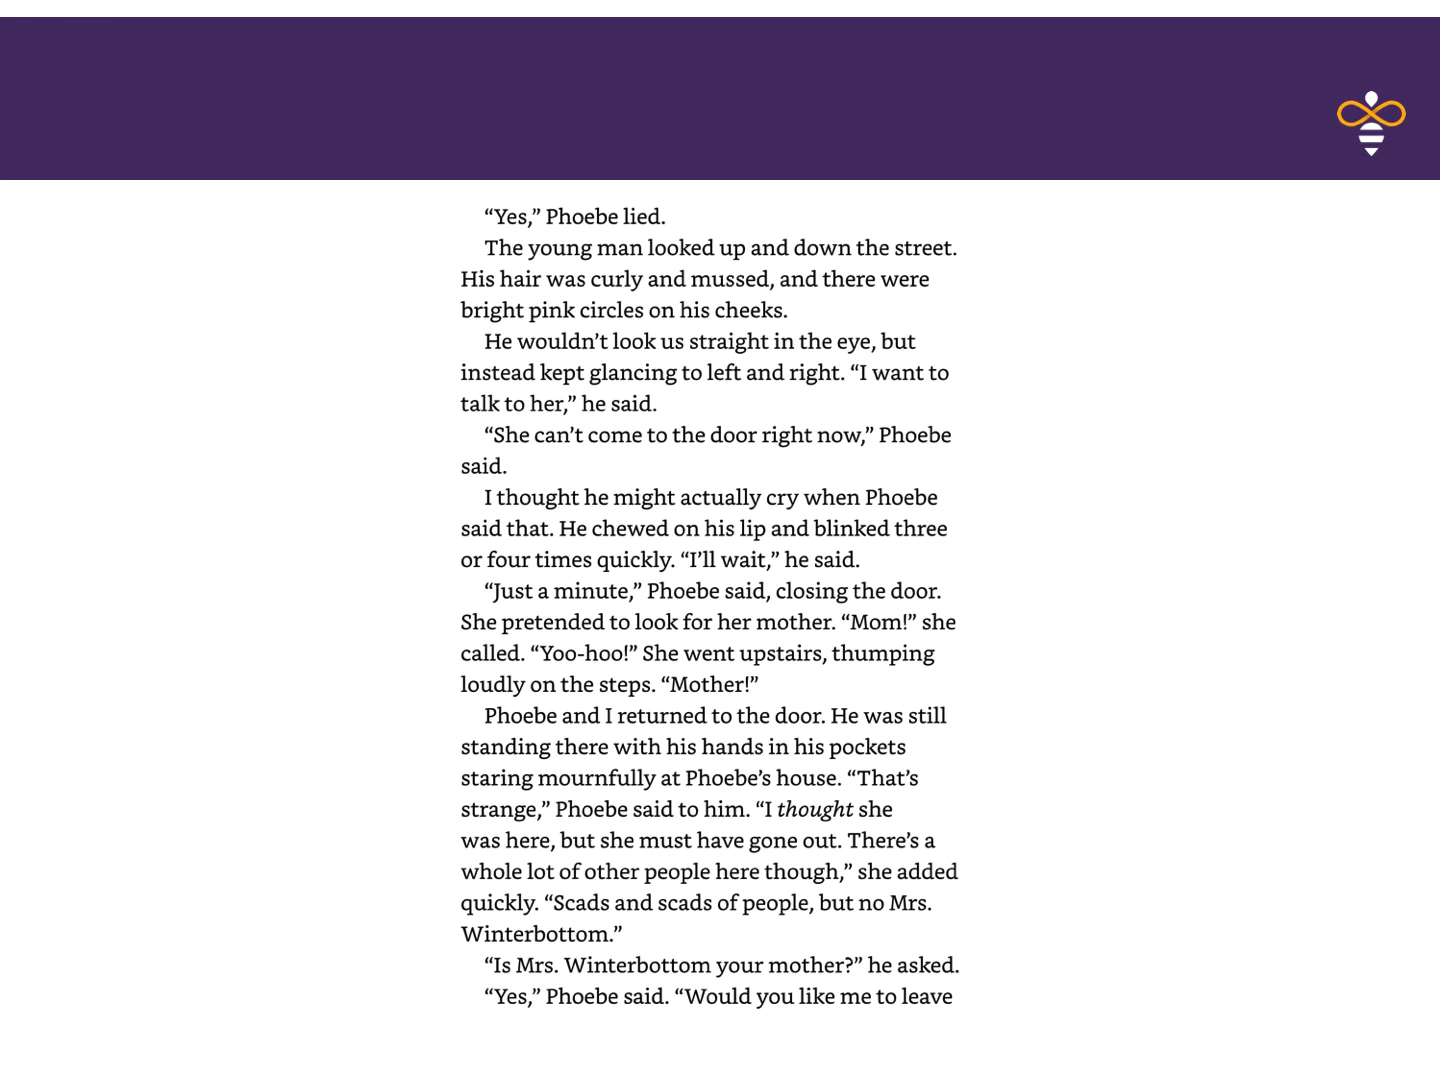 “Yes,” Phoebe lied.
The young man looked up and down the street.
His hair was curly and mussed, and there were
bright pink circles on his cheeks.
He wouldn’t look us straight in the eye, but
instead kept glancing to left and right. “I want to
talk to her,” he said.
“She can’t come to the door right now,” Phoebe
said.
I thought he might actually cry when Phoebe
said that. He chewed on his lip and blinked three
or four times quickly. “I’ll wait,” he said.
“Just a minute,” Phoebe said, closing the door.
She pretended to look for her mother. “Mom!” she
called. “Yoo-hoo!” She went upstairs, thumping
loudly on the steps. “Mother!”
Phoebe and I returned to the door. He was still
standing there with his hands in his pockets
staring mournfully at Phoebe’s house. “That’s
strange,” Phoebe said to him. “I thought she
was here, but she must have gone out. There’s a
whole lot of other people here though,” she added
quickly. “Scads and scads of people, but no Mrs.
Winterbottom.”
“Is Mrs. Winterbottom your mother?” he asked.
“Yes,” Phoebe said. “Would you like me to leave